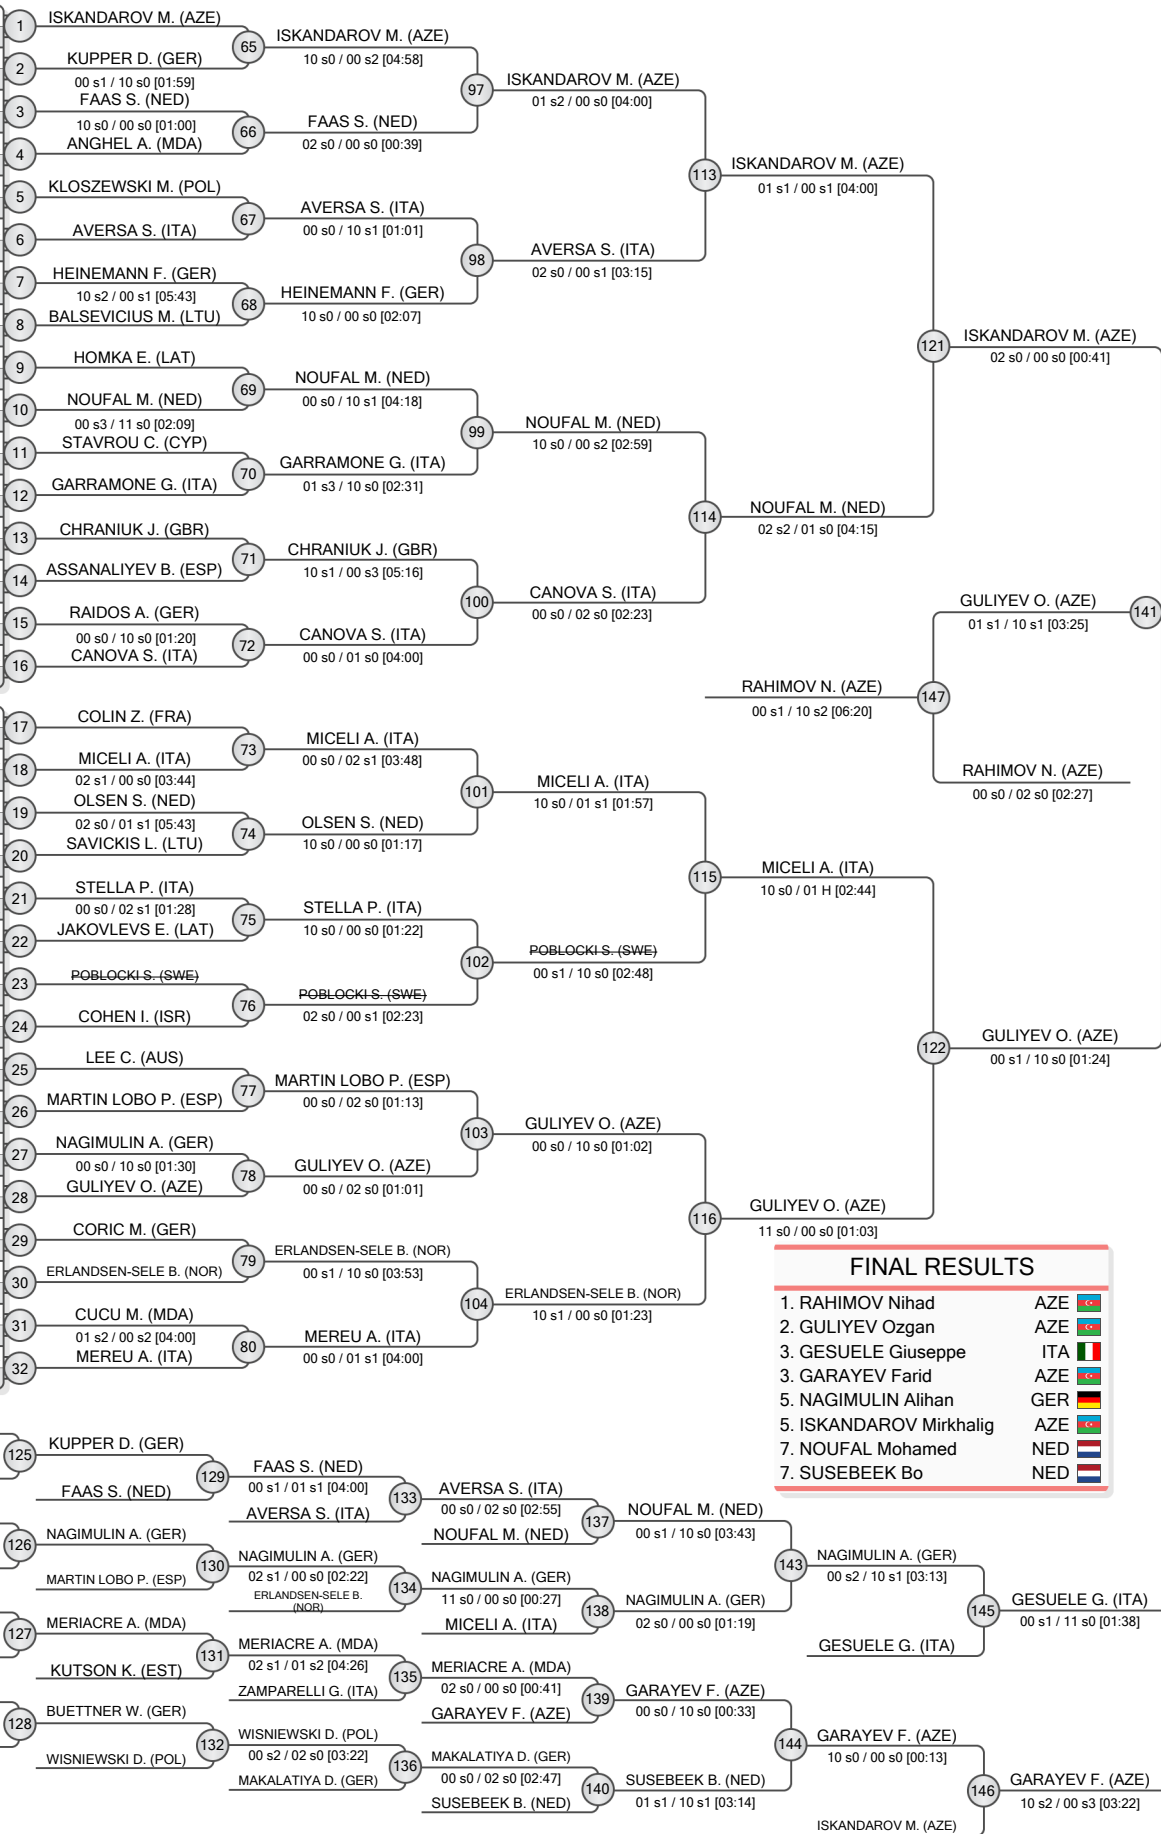 1 ISKANDAROV M. (AZE)
2 KUPPER D. (GER)
00 s1 / 10 s0 [01:59]
3 FAAS S. (NED)
10 s0 / 00 s0 [01:00]
4 ANGHEL A. (MDA)
5 KLOSZEWSKI M. (POL)
6 AVERSA S. (ITA)
7 HEINEMANN F. (GER)
10 s2 / 00 s1 [05:43]
8 BALSEVICIUS M. (LTU)
9 HOMKA E. (LAT)
10 NOUFAL M. (NED)
00 s3 / 11 s0 [02:09]
11 STAVROU C. (CYP)
12 GARRAMONE G. (ITA)
13 CHRANIUK J. (GBR)
14 ASSANALIYEV B. (ESP)
15 RAIDOS A. (GER)
00 s0 / 10 s0 [01:20]
16 CANOVA S. (ITA)
17 COLIN Z. (FRA)
18 MICELI A. (ITA)
02 s1 / 00 s0 [03:44]
19 OLSEN S. (NED)
02 s0 / 01 s1 [05:43]
20 SAVICKIS L. (LTU)
21 STELLA P. (ITA)
00 s0 / 02 s1 [01:28]
22 JAKOVLEVS E. (LAT)
23 POBLOCKI S. (SWE)
24 COHEN I. (ISR)
25 LEE C. (AUS)
26 MARTIN LOBO P. (ESP)
27 NAGIMULIN A. (GER)
00 s0 / 10 s0 [01:30]
28 GULIYEV O. (AZE)
29 CORIC M. (GER)
30 ERLANDSEN-SELE B. (NOR)
31 CUCU M. (MDA)
01 s2 / 00 s2 [04:00]
32 MEREU A. (ITA)
65 ISKANDAROV M. (AZE)
10 s0 / 00 s2 [04:58]
66 FAAS S. (NED)
02 s0 / 00 s0 [00:39]
67 AVERSA S. (ITA)
00 s0 / 10 s1 [01:01]
68 HEINEMANN F. (GER)
10 s0 / 00 s0 [02:07]
69 NOUFAL M. (NED)
00 s0 / 10 s1 [04:18]
70 GARRAMONE G. (ITA)
01 s3 / 10 s0 [02:31]
71 CHRANIUK J. (GBR)
10 s1 / 00 s3 [05:16]
72 CANOVA S. (ITA)
00 s0 / 01 s0 [04:00]
73 MICELI A. (ITA)
00 s0 / 02 s1 [03:48]
74 OLSEN S. (NED)
10 s0 / 00 s0 [01:17]
75 STELLA P. (ITA)
10 s0 / 00 s0 [01:22]
76 POBLOCKI S. (SWE)
02 s0 / 00 s1 [02:23]
77 MARTIN LOBO P. (ESP)
00 s0 / 02 s0 [01:13]
78 GULIYEV O. (AZE)
00 s0 / 02 s0 [01:01]
79 ERLANDSEN-SELE B. (NOR)
00 s1 / 10 s0 [03:53]
80 MEREU A. (ITA)
00 s0 / 01 s1 [04:00]
97 ISKANDAROV M. (AZE)
01 s2 / 00 s0 [04:00]
98 AVERSA S. (ITA)
02 s0 / 00 s1 [03:15]
99 NOUFAL M. (NED)
10 s0 / 00 s2 [02:59]
100 CANOVA S. (ITA)
00 s0 / 02 s0 [02:23]
101 MICELI A. (ITA)
10 s0 / 01 s1 [01:57]
102 POBLOCKI S. (SWE)
00 s1 / 10 s0 [02:48]
103 GULIYEV O. (AZE)
00 s0 / 10 s0 [01:02]
104 ERLANDSEN-SELE B. (NOR)
10 s1 / 00 s0 [01:23]
113 ISKANDAROV M. (AZE)
01 s1 / 00 s1 [04:00]
114 NOUFAL M. (NED)
02 s2 / 01 s0 [04:15]
115 MICELI A. (ITA)
10 s0 / 01 H [02:44]
116 GULIYEV O. (AZE)
11 s0 / 00 s0 [01:03]
121 ISKANDAROV M. (AZE)
02 s0 / 00 s0 [00:41]
122 GULIYEV O. (AZE)
00 s1 / 10 s0 [01:24]
GULIYEV O. (AZE) 141
01 s1 / 10 s1 [03:25]
RAHIMOV N. (AZE) 147
00 s1 / 10 s2 [06:20]
RAHIMOV N. (AZE)
00 s0 / 02 s0 [02:27]
FINAL RESULTS
1. RAHIMOV Nihad AZE
2. GULIYEV Ozgan AZE
3. GESUELE Giuseppe ITA
3. GARAYEV Farid AZE
5. NAGIMULIN Alihan GER
5. ISKANDAROV Mirkhalig AZE
7. NOUFAL Mohamed NED
7. SUSEBEEK Bo NED
125 KUPPER D. (GER)
FAAS S. (NED)
126 NAGIMULIN A. (GER)
MARTIN LOBO P. (ESP)
127 MERIACRE A. (MDA)
KUTSON K. (EST)
128 BUETTNER W. (GER)
WISNIEWSKI D. (POL)
129 FAAS S. (NED)
00 s1 / 01 s1 [04:00]
AVERSA S. (ITA)
130 NAGIMULIN A. (GER)
02 s1 / 00 s0 [02:22]
ERLANDSEN-SELE B.
(NOR)
131 MERIACRE A. (MDA)
02 s1 / 01 s2 [04:26]
ZAMPARELLI G. (ITA)
132 WISNIEWSKI D. (POL)
00 s2 / 02 s0 [03:22]
MAKALATIYA D. (GER)
133 AVERSA S. (ITA)
00 s0 / 02 s0 [02:55]
NOUFAL M. (NED)
134 NAGIMULIN A. (GER)
11 s0 / 00 s0 [00:27]
MICELI A. (ITA)
135 MERIACRE A. (MDA)
02 s0 / 00 s0 [00:41]
GARAYEV F. (AZE)
136 MAKALATIYA D. (GER)
00 s0 / 02 s0 [02:47]
SUSEBEEK B. (NED)
137 NOUFAL M. (NED)
00 s1 / 10 s0 [03:43]
138 NAGIMULIN A. (GER)
02 s0 / 00 s0 [01:19]
139 GARAYEV F. (AZE)
00 s0 / 10 s0 [00:33]
140 SUSEBEEK B. (NED)
01 s1 / 10 s1 [03:14]
143 NAGIMULIN A. (GER)
00 s2 / 10 s1 [03:13]
GESUELE G. (ITA)
144 GARAYEV F. (AZE)
10 s0 / 00 s0 [00:13]
ISKANDAROV M. (AZE)
145 GESUELE G. (ITA)
00 s1 / 11 s0 [01:38]
146 GARAYEV F. (AZE)
10 s2 / 00 s3 [03:22]